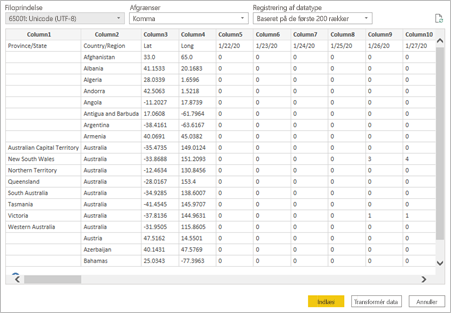 Filoprindelse Afgrænser Registrering af datatype
65001: Unicode (UTF-8) Komma Baseret på de første 200 rækker
Column1 Column2 Column3 Column4 Column5 Column6 Column7 Column8 Column9 Column10
Province/State Country/Region Lat Long 1/22/20 1/23/20 1/24/20 1/25/20 1/26/20 1/27/20
Afghanistan 33.0 65.0 0 0 0 0 0 0
Albania 41.1533 20.1683 0 0 0 0 0 0
Algeria 28.0339 1.6596 0 0 0 0 0 0
Andorra 42.5063 1.5218 0 0 0 0 0 0
Angola -11.2027 17.8739 0 0 0 0 0 0
Antigua and Barbuda 17.0608 -61.7964 0 0 0 0 0 0
Argentina -38.4161 -63.6167 0 0 0 0 0 0
Armenia 40.0691 45.0382 0 0 0 0 0 0
Australian Capital Territory Australia -35.4735 149.0124 0 0 0 0 0 0
New South Wales Australia -33.8688 151.2093 0 0 0 0 3 4
Northern Territory Australia -12.4634 130.8456 0 0 0 0 0 0
Queensland Australia -28.0167 153.4 0 0 0 0 0 0
South Australia Australia -34.9285 138.6007 0 0 0 0 0 0
Tasmania Australia -41.4545 145.9707 0 0 0 0 0 0
Victoria Australia -37.8136 144.9631 0 0 0 0 1 1
Western Australia Australia -31.9505 115.8605 0 0 0 0 0 0
Austria 47.5162 14.5501 0 0 0 0 0 0
Azerbaijan 40.1431 47.5769 0 0 0 0 0 0
Bahamas 25.0343 -77.3963 0 0 0 0 0 0
Indlæs Transformér data Annuller